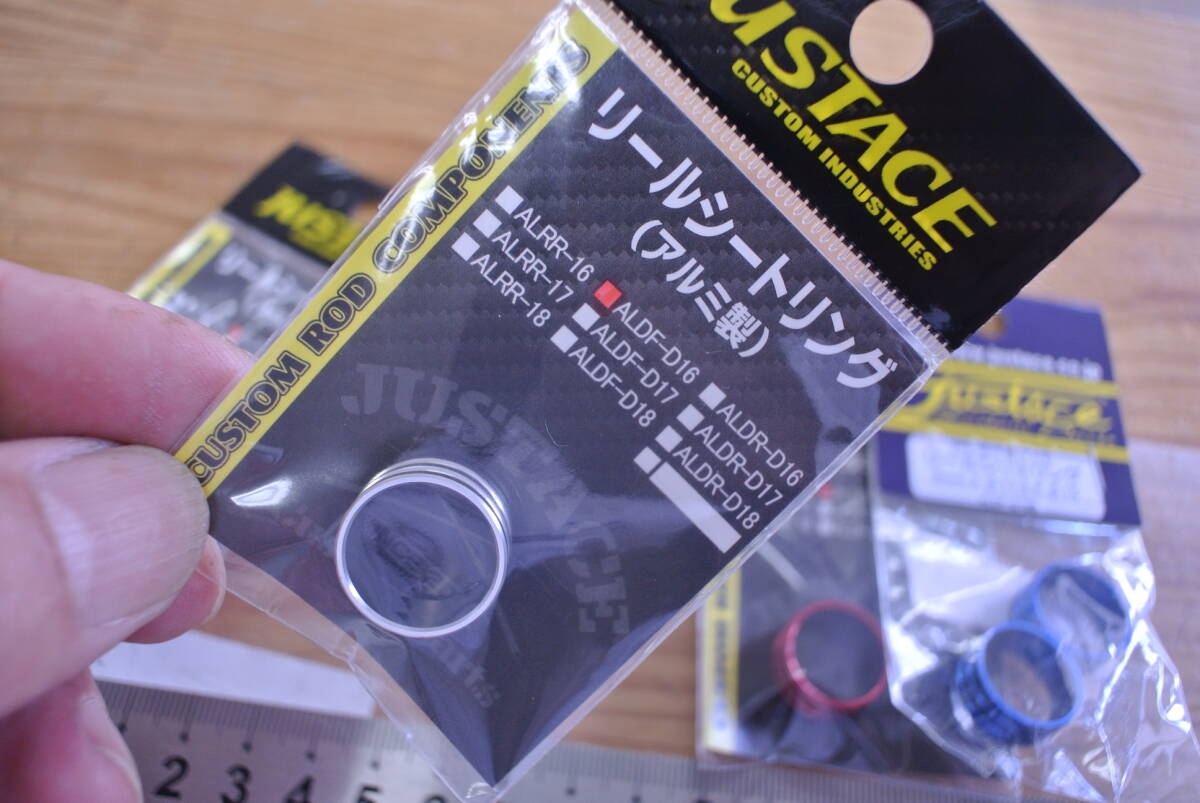 JUSTACE
CUSTOM INDUSTRIES
リールシートリング
(アルミ製)
CUSTOM ROD COMPONENTS
ALRR-16
ALRR-17
ALRR-18
ALDF-D16
ALDF-D17
ALDF-D18
ALDR-D16
ALDR-D17
ALDR-D18
JUSTACE
Justace
2 3 4 5